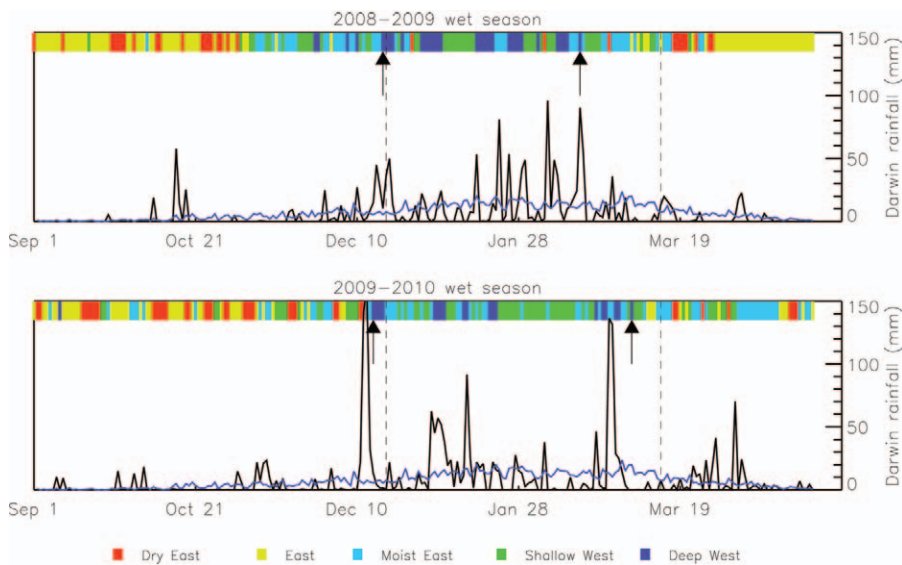 2008-2009 wet season
150
100
50
0
Darwin rainfall (mm)
Sep 1 Oct 21 Dec 10 Jan 28 Mar 19
2009-2010 wet season
150
100
50
0
Darwin rainfall (mm)
Sep 1 Oct 21 Dec 10 Jan 28 Mar 19
Dry East East Moist East Shallow West Deep West